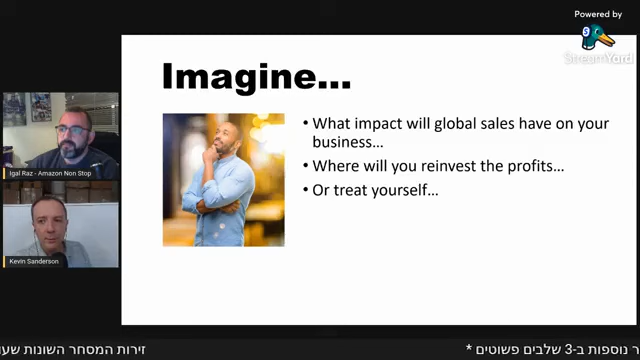 Powered by
StreamYard
Imagine...
• What impact will global sales have on your
business...
• Where will you reinvest the profits...
• Or treat yourself...
Igal Raz - Amazon Non Stop
Kevin Sanderson
ר נוספות ב-3 שלבים פשוטים *
זירות המסחר השונות שעו